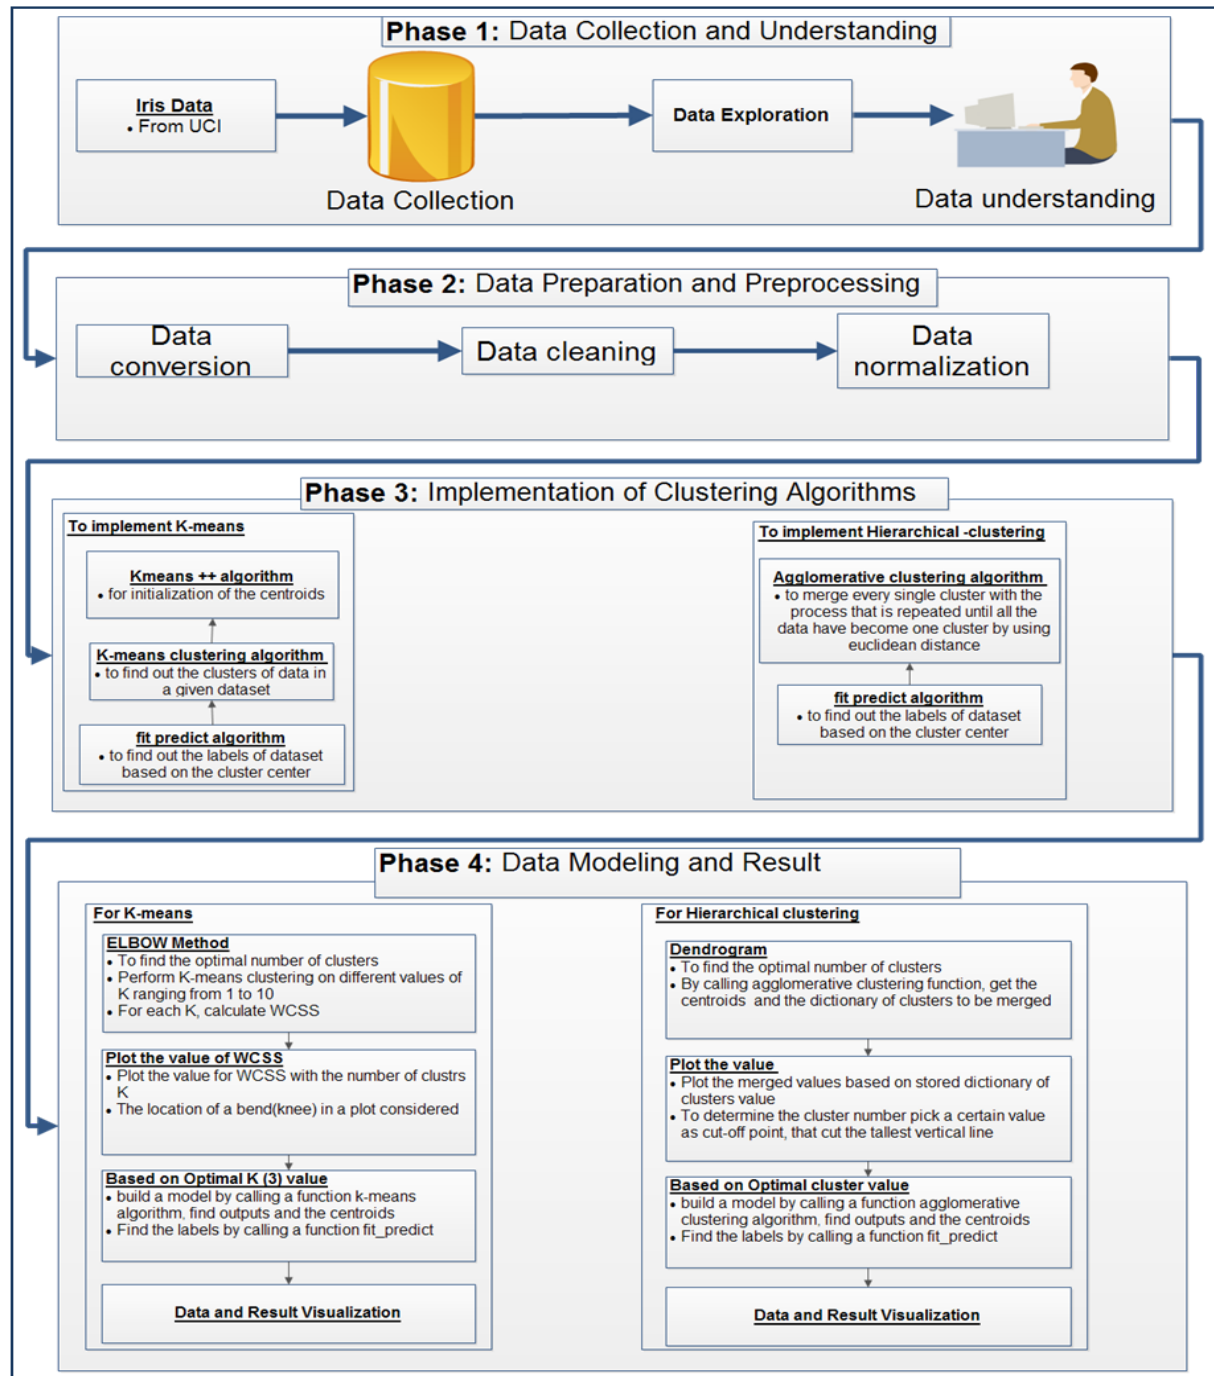 Phase 1: Data Collection and Understanding
Iris Data
• From UCI
Data Collection
Data Exploration
Data understanding
Phase 2: Data Preparation and Preprocessing
Data
conversion
Data cleaning
Data
normalization
Phase 3: Implementation of Clustering Algorithms
To implement K-means
Kmeans ++ algorithm
• for initialization of the centroids
K-means clustering algorithm
• to find out the clusters of data in
a given dataset
fit predict algorithm
• to find out the labels of dataset
based on the cluster center
To implement Hierarchical -clustering
Agglomerative clustering algorithm
• to merge every single cluster with the
process that is repeated until all the
data have become one cluster by using
euclidean distance
fit predict algorithm
• to find out the labels of dataset
based on the cluster center
Phase 4: Data Modeling and Result
For K-means
ELBOW Method
• To find the optimal number of clusters
• Perform K-means clustering on different values of
K ranging from 1 to 10
• For each K, calculate WCSS
Plot the value of WCSS
• Plot the value for WCSS with the number of clustrs
K
• The location of a bend(knee) in a plot considered
Based on Optimal K (3) value
• build a model by calling a function k-means
algorithm, find outputs and the centroids
• Find the labels by calling a function fit_predict
Data and Result Visualization
For Hierarchical clustering
Dendrogram
• To find the optimal number of clusters
• By calling agglomerative clustering function, get the
centroids and the dictionary of clusters to be merged
Plot the value
• Plot the merged values based on stored dictionary of
clusters value
• To determine the cluster number pick a certain value
as cut-off point, that cut the tallest vertical line
Based on Optimal cluster value
• build a model by calling a function agglomerative
clustering algorithm, find outputs and the centroids
• Find the labels by calling a function fit_predict
Data and Result Visualization